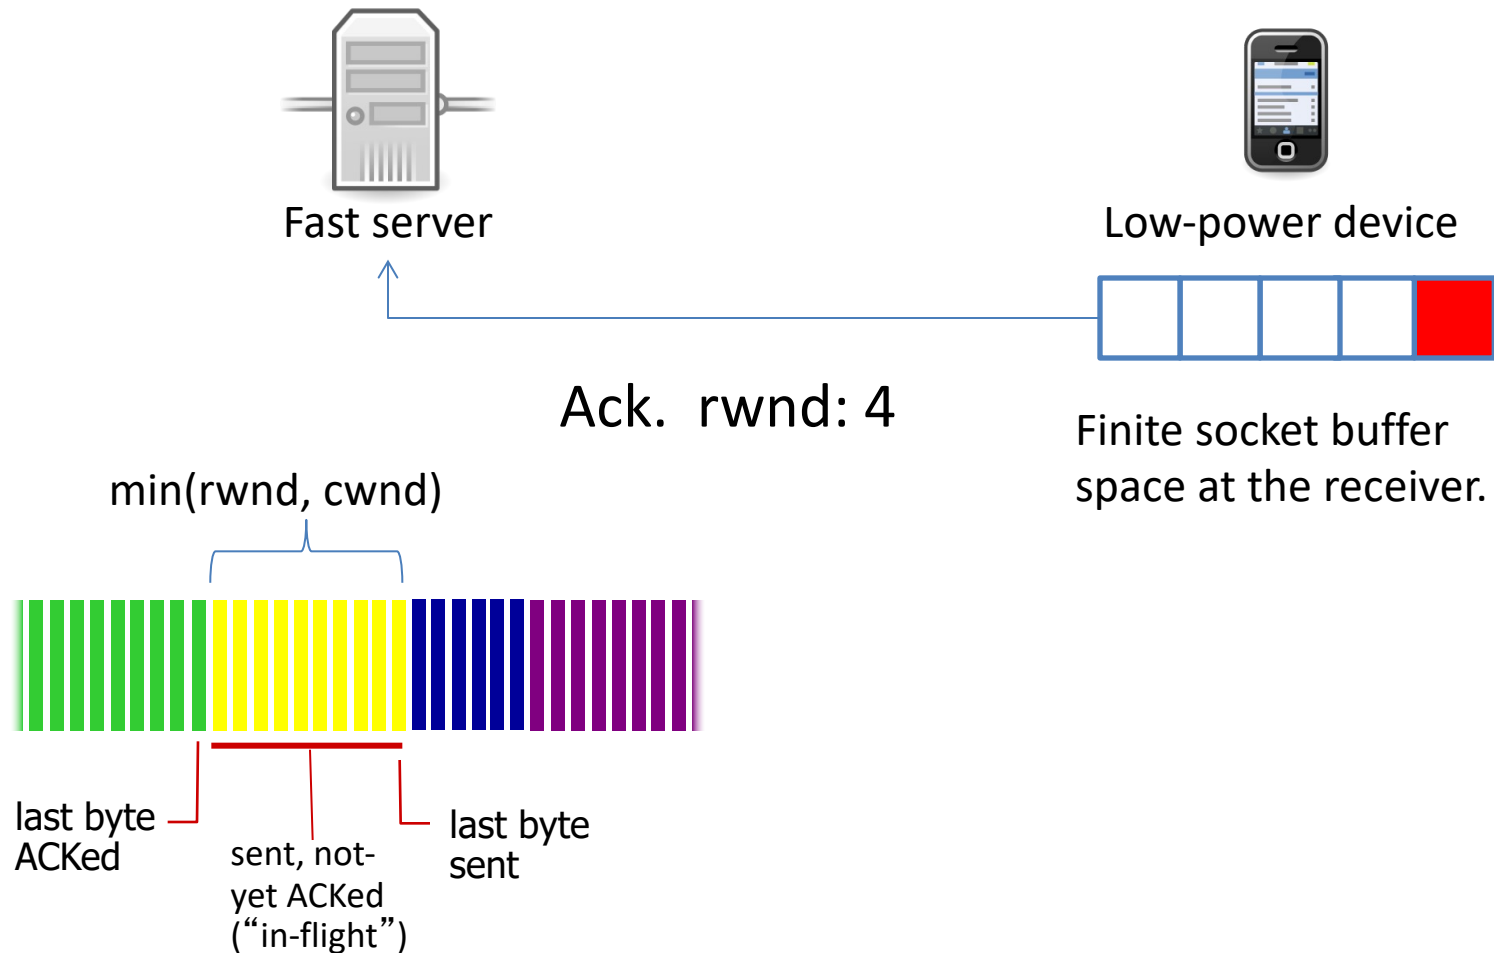 Fast server
Low-power device
Ack.  rwnd: 4
Finite socket buffer
space at the receiver.
min(rwnd, cwnd)
last byte
ACKed
sent, not-
yet ACKed
(“in-flight”)
last byte
sent